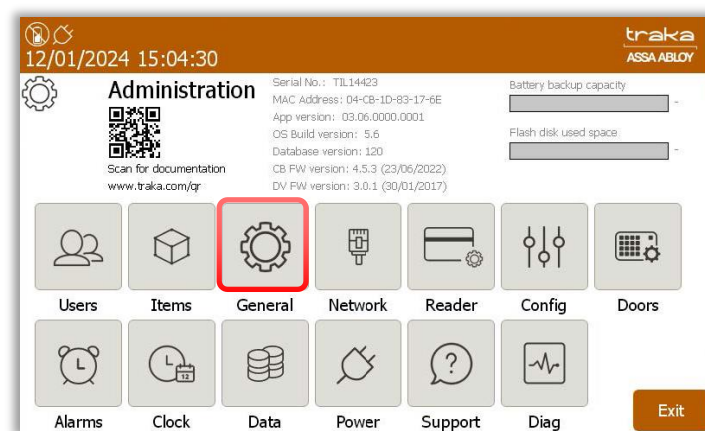 traka
12/01/2024 15:04:30
ASSA ABLOY
Administration
Scan for documentation
www.traka.com/qr
Serial No.: TIL14423
MAC Address: 04-CB-1D-83-17-6E
App version: 03.06.0000.0001
OS Build version: 5.6
Database version: 120
CB FW version: 4.5.3 (23/06/2022)
DV FW version: 3.0.1 (30/01/2017)
Battery backup capacity
-
Flash disk used space
-
Users Items General Network Reader Config Doors
12
Alarms Clock Data Power Support Diag
Exit